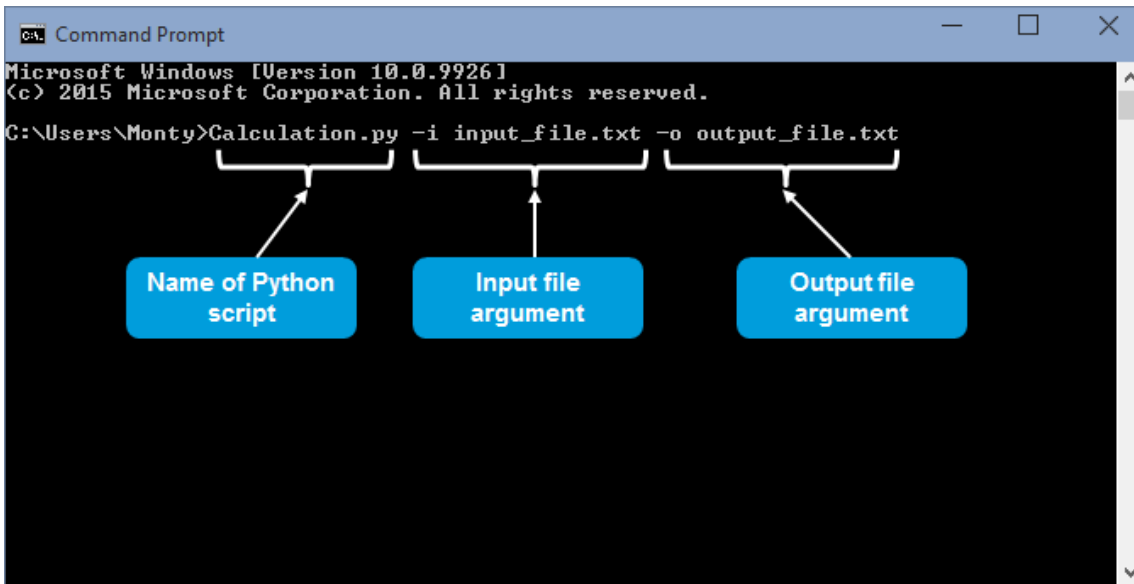 Command Prompt
Microsoft Windows [Version 10.0.9926]
(c) 2015 Microsoft Corporation. All rights reserved.
C:\Users\Monty>Calculation.py -i input_file.txt -o output_file.txt
Name of Python
script
Input file
argument
Output file
argument